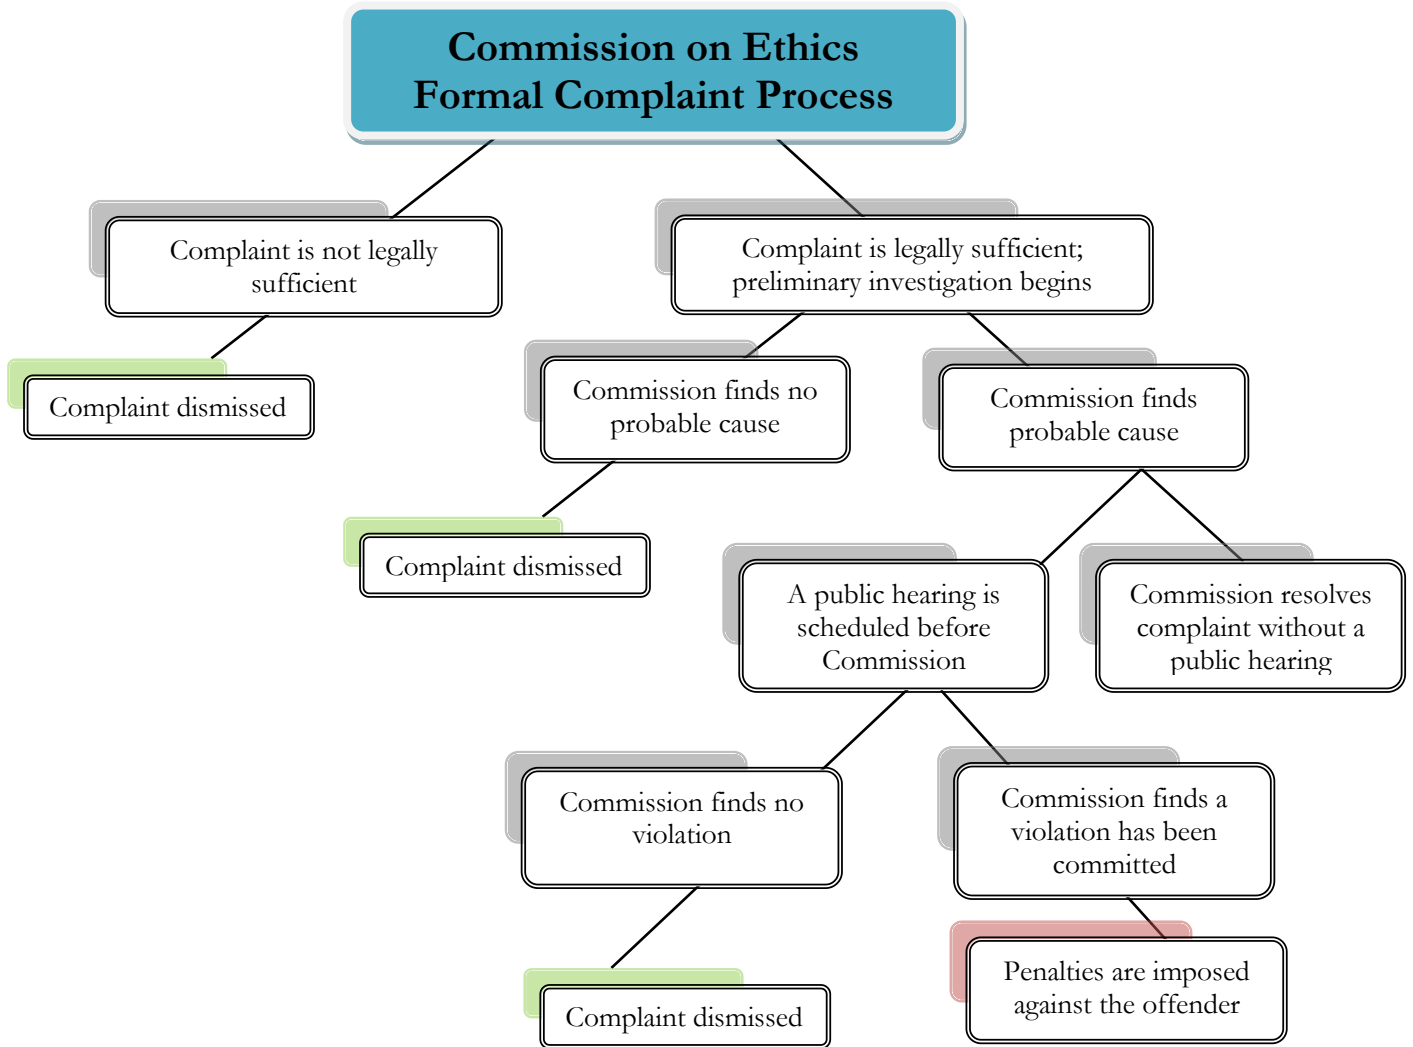 Commission on Ethics
Formal Complaint Process
Complaint is not legally
sufficient
Complaint is legally sufficient;
preliminary investigation begins
Complaint dismissed
Commission finds no
probable cause
Commission finds
probable cause
Complaint dismissed
A public hearing is
scheduled before
Commission
Commission resolves
complaint without a
public hearing
Commission finds no
violation
Commission finds a
violation has been
committed
Complaint dismissed
Penalties are imposed
against the offender